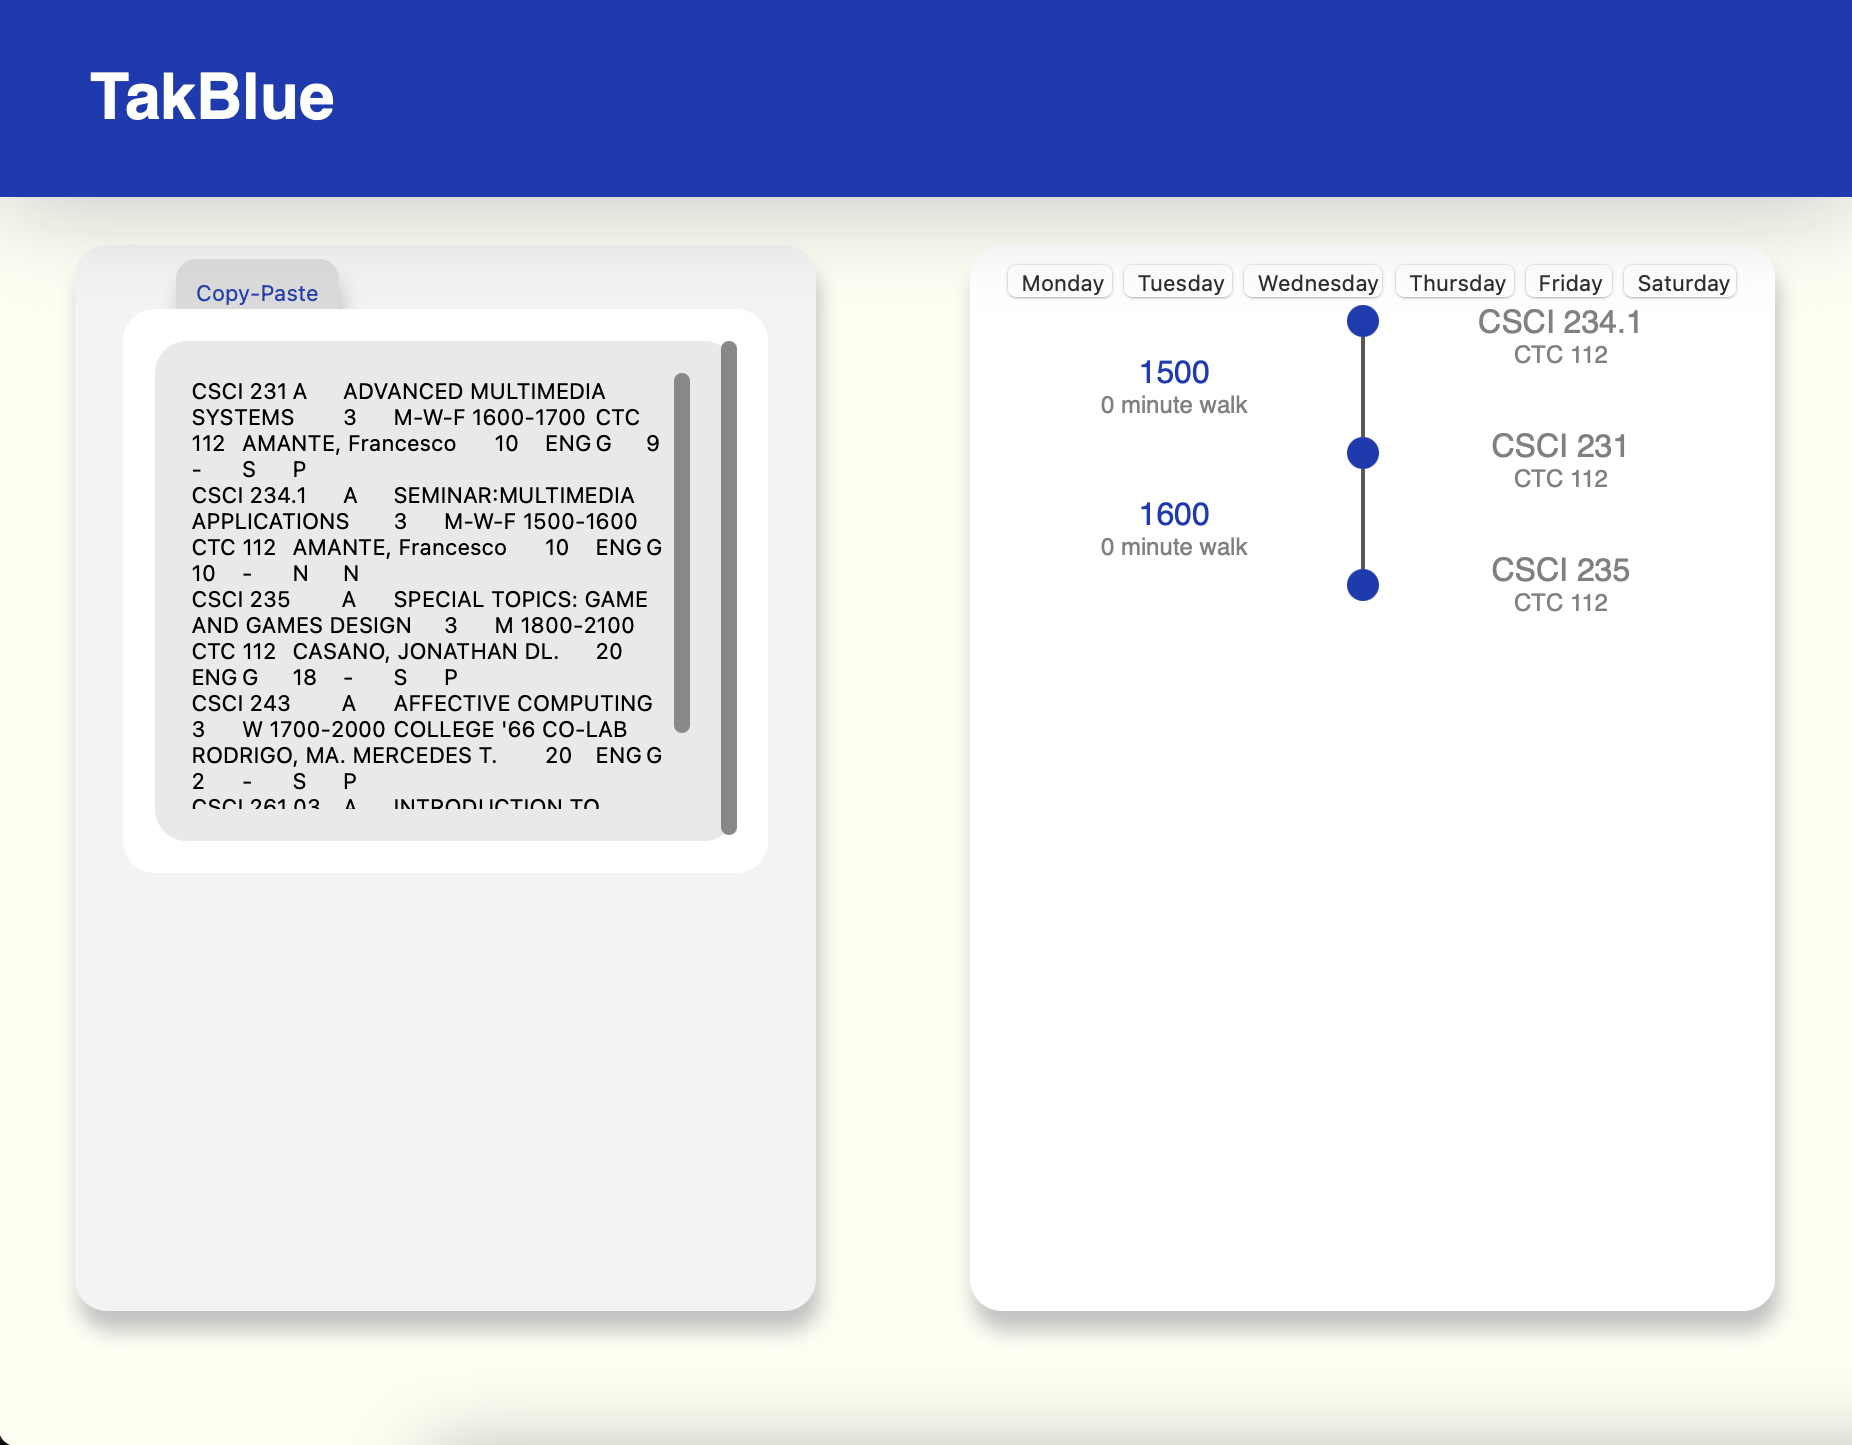 TakBlue
Copy-Paste
CSCI 231 A ADVANCED MULTIMEDIA
SYSTEMS 3 M-W-F 1600-1700 CTC
112 AMANTE, Francesco 10 ENG G 9
- S P
CSCI 234.1 A SEMINAR:MULTIMEDIA
APPLICATIONS 3 M-W-F 1500-1600
CTC 112 AMANTE, Francesco 10 ENG G
10 - N N
CSCI 235 A SPECIAL TOPICS: GAME
AND GAMES DESIGN 3 M 1800-2100
CTC 112 CASANO, JONATHAN DL. 20
ENG G 18 - S P
CSCI 243 A AFFECTIVE COMPUTING
3 W 1700-2000 COLLEGE '66 CO-LAB
RODRIGO, MA. MERCEDES T. 20 ENG G
2 - S P
CSCI 261.03 A INTRODUCTION TO
Monday Tuesday Wednesday Thursday Friday Saturday
CSCI 234.1
CTC 112
1500
0 minute walk
CSCI 231
CTC 112
1600
0 minute walk
CSCI 235
CTC 112